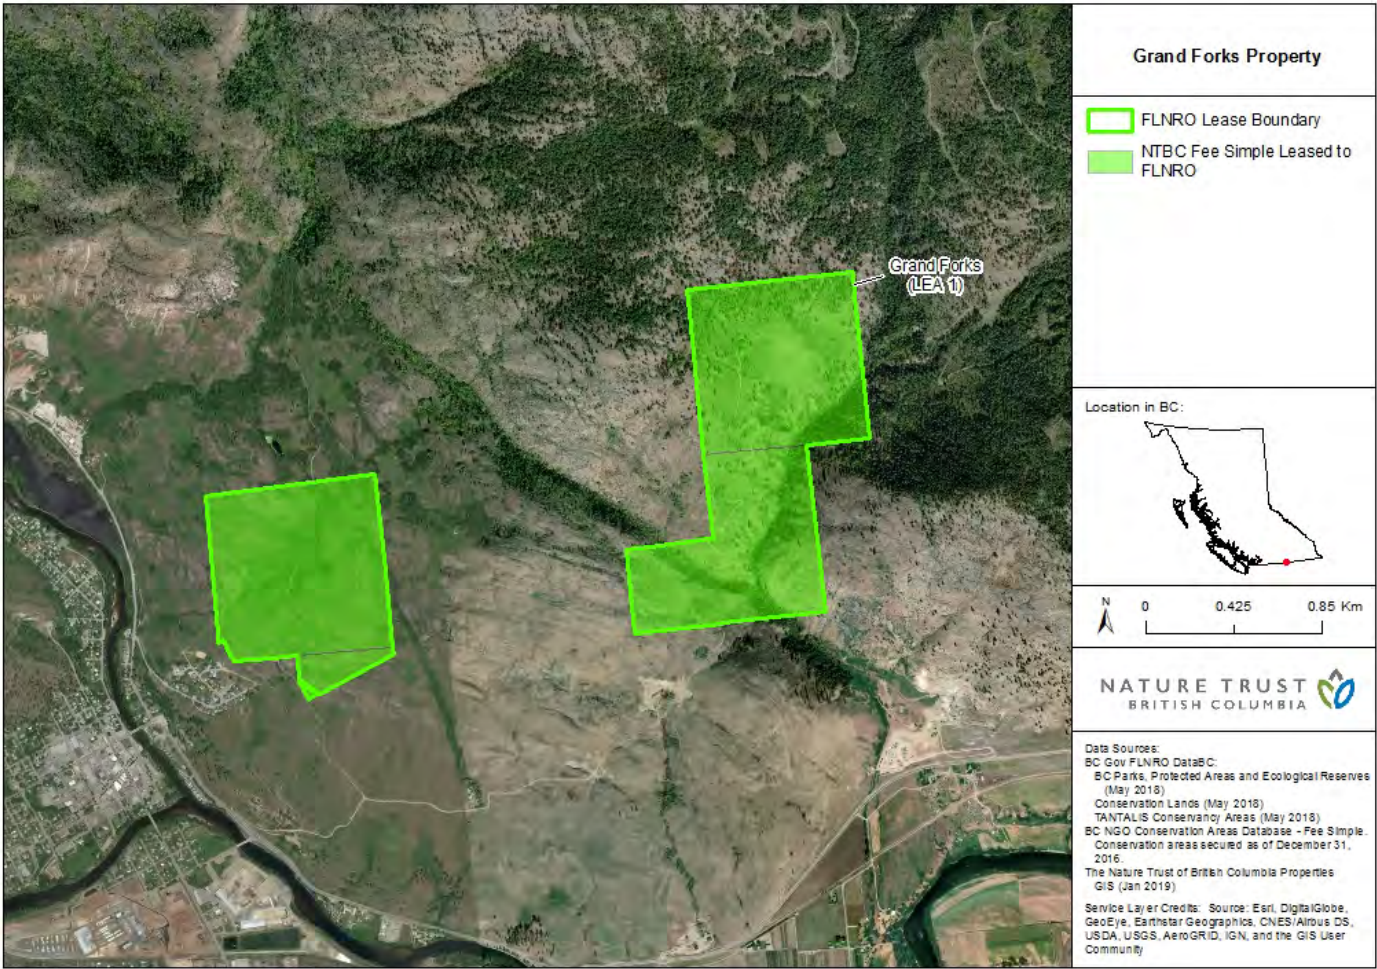 Grand Forks Property
FLNRO Lease Boundary
NTBC Fee Simple Leased to
FLNRO
Grand Forks
(LEA 1)
Location in BC:
N
0 0.425 0.85 Km
NATURE TRUST
BRITISH COLUMBIA
Data Sources:
BC Gov FLNRO DataBC:
BC Parks, Protected Areas and Ecological Reserves
(May 2018)
Conservation Lands (May 2018)
TANTALIS Conservancy Areas (May 2018)
BC NGO Conservation Areas Database - Fee Simple.
Conservation areas secured as of December 31,
2016.
The Nature Trust of British Columbia Properties
GIS (Jan 2019)
Service Layer Credits: Source: Esri, DigitalGlobe,
GeoEye, Earthstar Geographics, CNES/Airbus DS,
USDA, USGS, AeroGRID, IGN, and the GIS User
Community